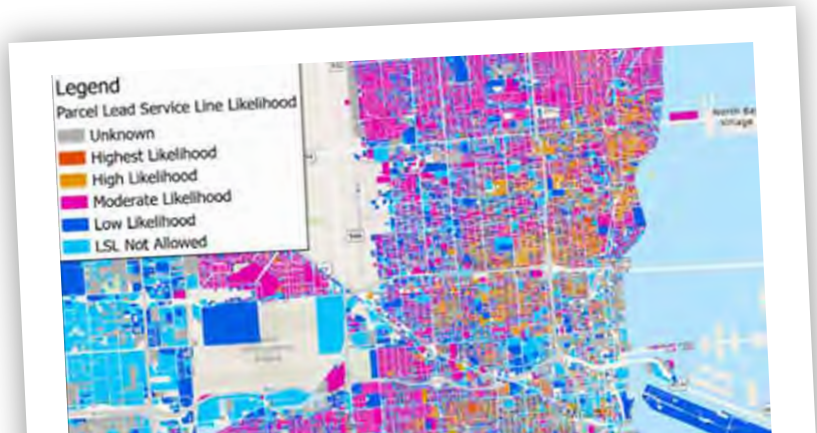 Legend
Parcel Lead Service Line Likelihood
Unknown
Highest Likelihood
High Likelihood
Moderate Likelihood
Low Likelihood
LSL Not Allowed
North Bay
Village